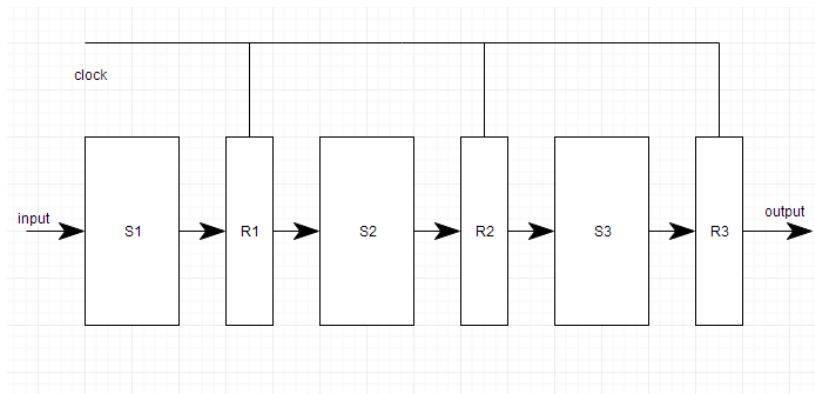 clock
input
S1
R1
S2
R2
S3
R3
output